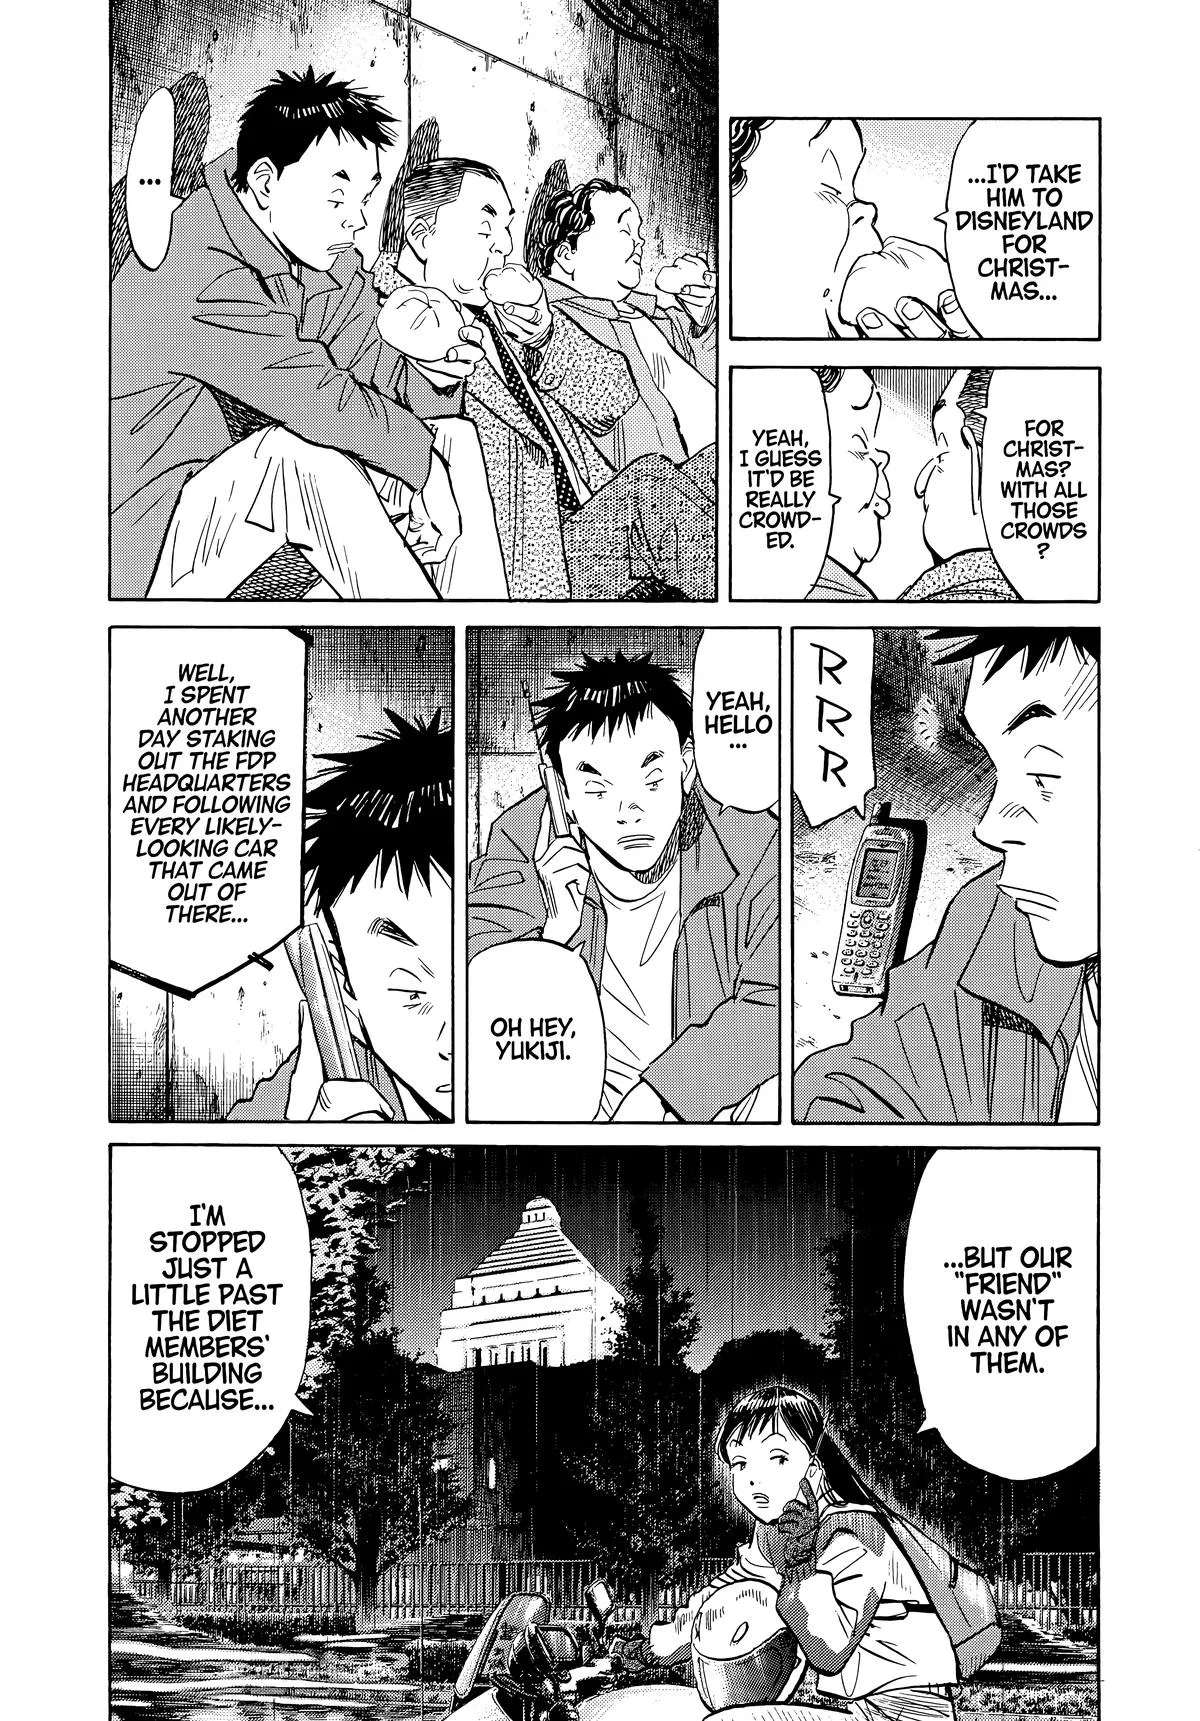 ...I'D TAKE
HIM TO
DISNEYLAND
FOR
CHRIST-
MAS...
FOR
CHRIST-
MAS?
WITH ALL
THOSE
CROWDS
?
YEAH,
I GUESS
IT'D BE
REALLY
CROWD-
ED.
...
RRR
YEAH,
HELLO
...
OH HEY,
YUKIJI.
WELL,
I SPENT
ANOTHER
DAY STAKING
OUT THE FDP
HEADQUARTERS
AND FOLLOWING
EVERY LIKELY-
LOOKING CAR
THAT CAME
OUT OF
THERE...
...BUT OUR
"FRIEND"
WASN'T
IN ANY OF
THEM.
I'M
STOPPED
JUST A
LITTLE PAST
THE DIET
MEMBERS'
BUILDING
BECAUSE...